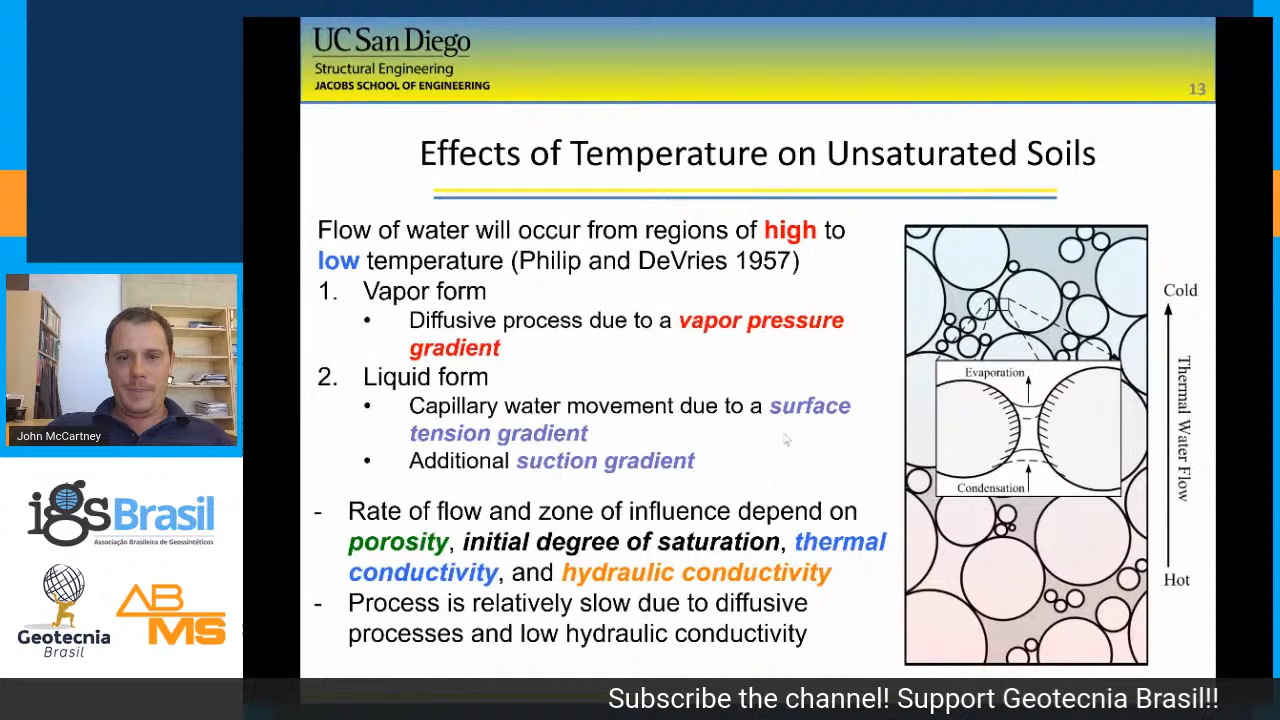 UC San Diego
Structural Engineering
JACOBS SCHOOL OF ENGINEERING
13
Effects of Temperature on Unsaturated Soils
Flow of water will occur from regions of high to
low temperature (Philip and DeVries 1957)
1. Vapor form
• Diffusive process due to a vapor pressure
gradient
2. Liquid form
• Capillary water movement due to a surface
tension gradient
• Additional suction gradient
- Rate of flow and zone of influence depend on
porosity, initial degree of saturation, thermal
conductivity, and hydraulic conductivity
- Process is relatively slow due to diffusive
processes and low hydraulic conductivity
Cold
Evaporation
Thermal Water Flow
Condensation
Hot
John McCartney
igsBrasil
Associação Brasileira de Geossintéticos
Geotecnia
Brasil
ABMS
Subscribe the channel! Support Geotecnia Brasil!!